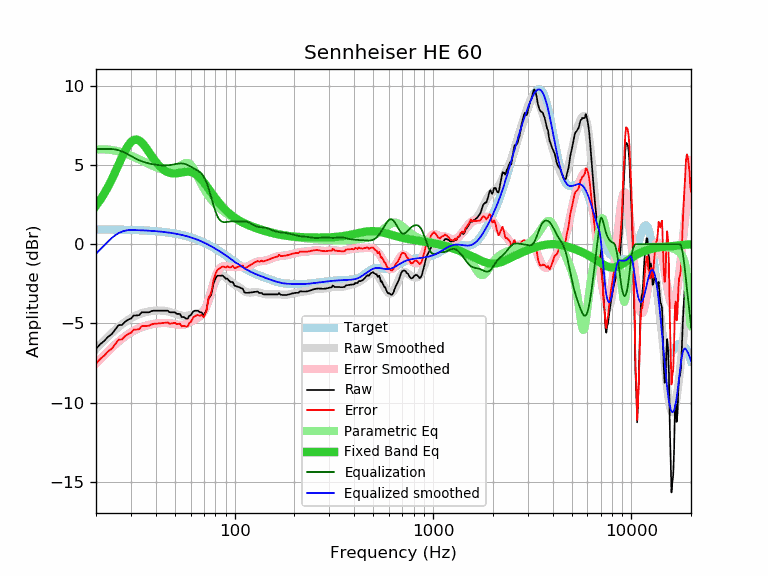 Sennheiser HE 60
Amplitude (dBr)
10
5
0
−5
−10
−15
Target
Raw Smoothed
Error Smoothed
Raw
Error
Parametric Eq
Fixed Band Eq
Equalization
Equalized smoothed
100
1000
10000
Frequency (Hz)